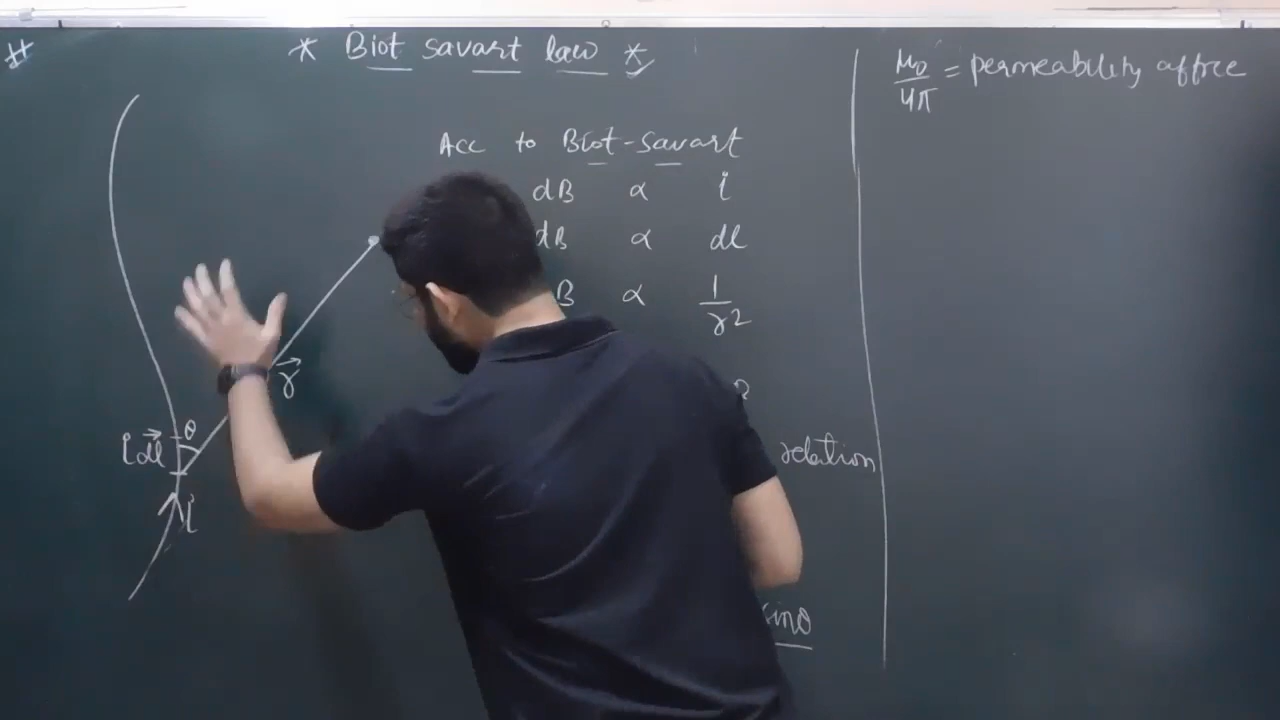 #
* Biot savart law *
μ0/4π = permeability of free
Acc to Biot-Savart
dB α i
dB α dl
B α 1/r2
r
θ
idl
relation
i
sinθ